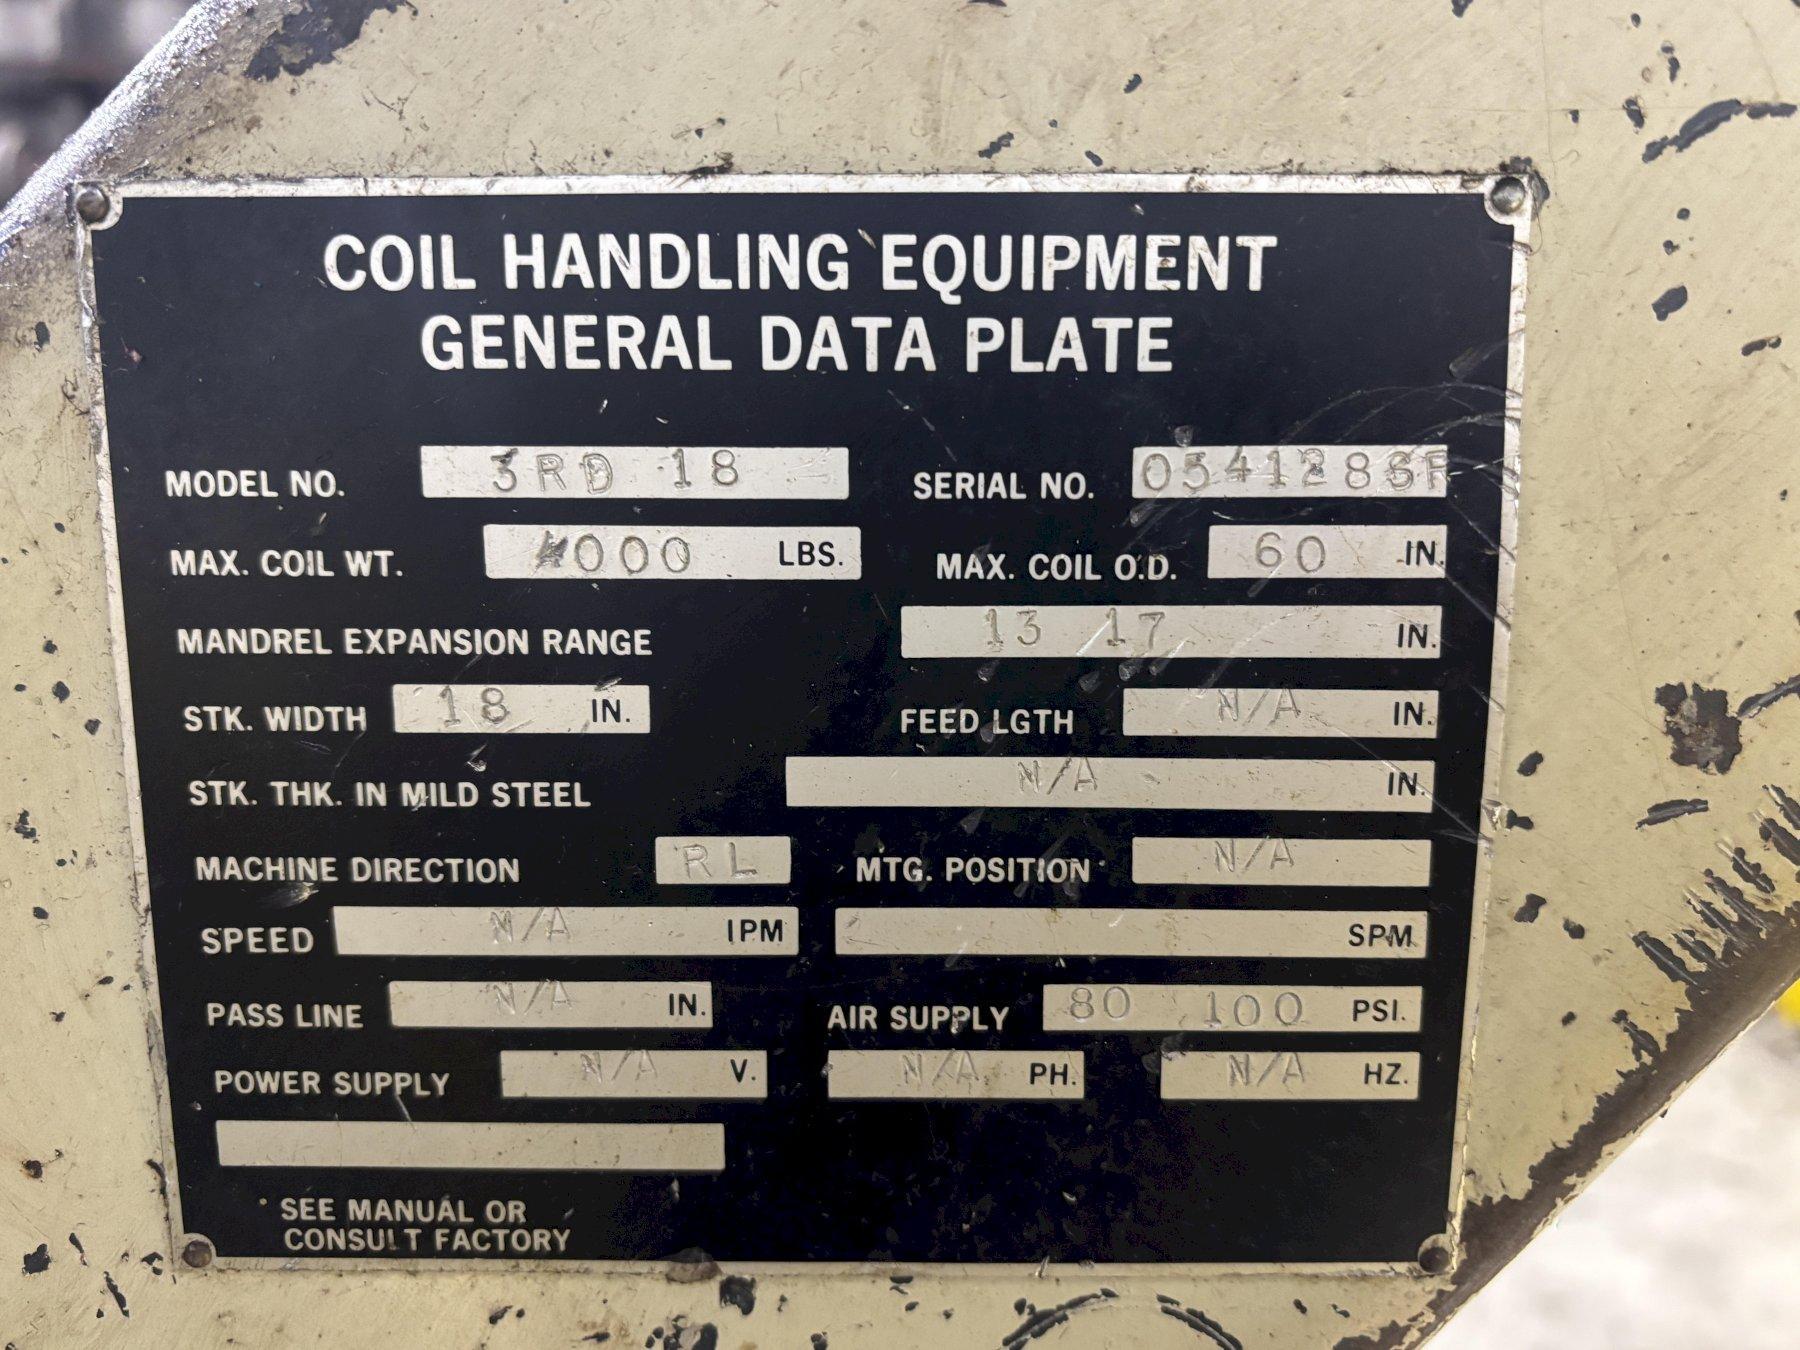 COIL HANDLING EQUIPMENT
GENERAL DATA PLATE
MODEL NO. 3RD 18 SERIAL NO.
MAX. COIL WT. 4000 LBS. MAX. COIL O.D. 60 IN.
MANDREL EXPANSION RANGE 13 17 IN.
STK. WIDTH 18 IN. FEED LGTH N/A IN.
STK. THK. IN MILD STEEL N/A IN.
MACHINE DIRECTION RL MTG. POSITION N/A
SPEED N/A IPM SPM
PASS LINE N/A IN. AIR SUPPLY 80 100 PSI.
POWER SUPPLY N/A V. N/A PH. N/A HZ.
SEE MANUAL OR
CONSULT FACTORY